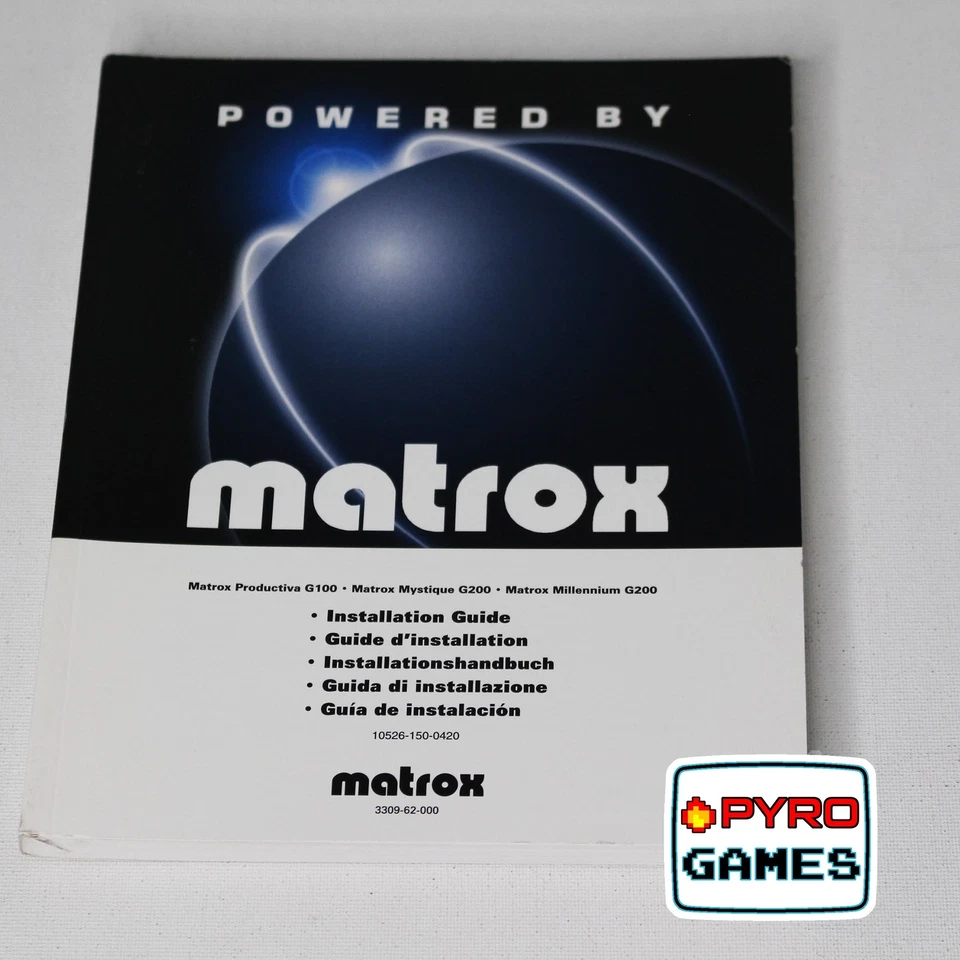 POWERED BY
matrox
Matrox Productiva G100 • Matrox Mystique G200 • Matrox Millennium G200
• Installation Guide
• Guide d'installation
• Installationshandbuch
• Guida di installazione
• Guía de instalación
10526-150-0420
matrox
3309-62-000
PYRO
GAMES